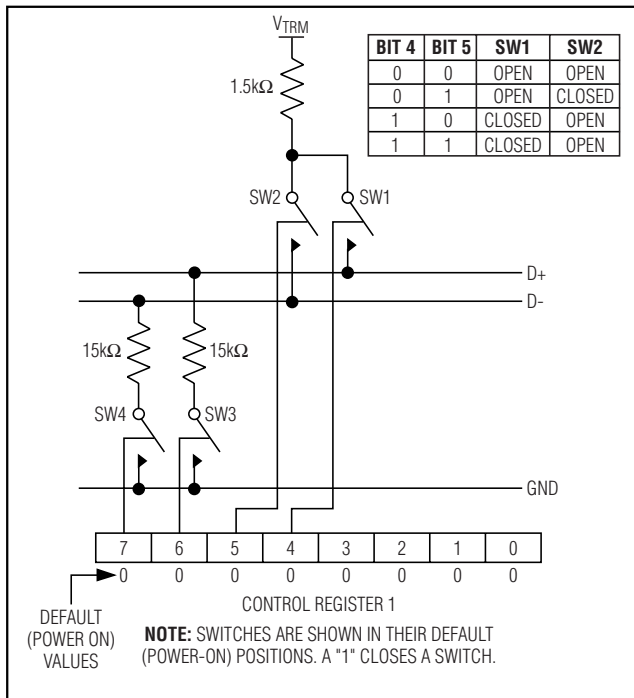 VTRM
1.5kΩ
BIT 4 BIT 5 SW1 SW2
0 0 OPEN OPEN
0 1 OPEN CLOSED
1 0 CLOSED OPEN
1 1 CLOSED OPEN
SW2 SW1
D+
D-
15kΩ 15kΩ
SW4 SW3
GND
7 6 5 4 3 2 1 0
0 0 0 0 0 0 0 0
CONTROL REGISTER 1
DEFAULT
(POWER ON)
VALUES
NOTE: SWITCHES ARE SHOWN IN THEIR DEFAULT
(POWER-ON) POSITIONS. A "1" CLOSES A SWITCH.